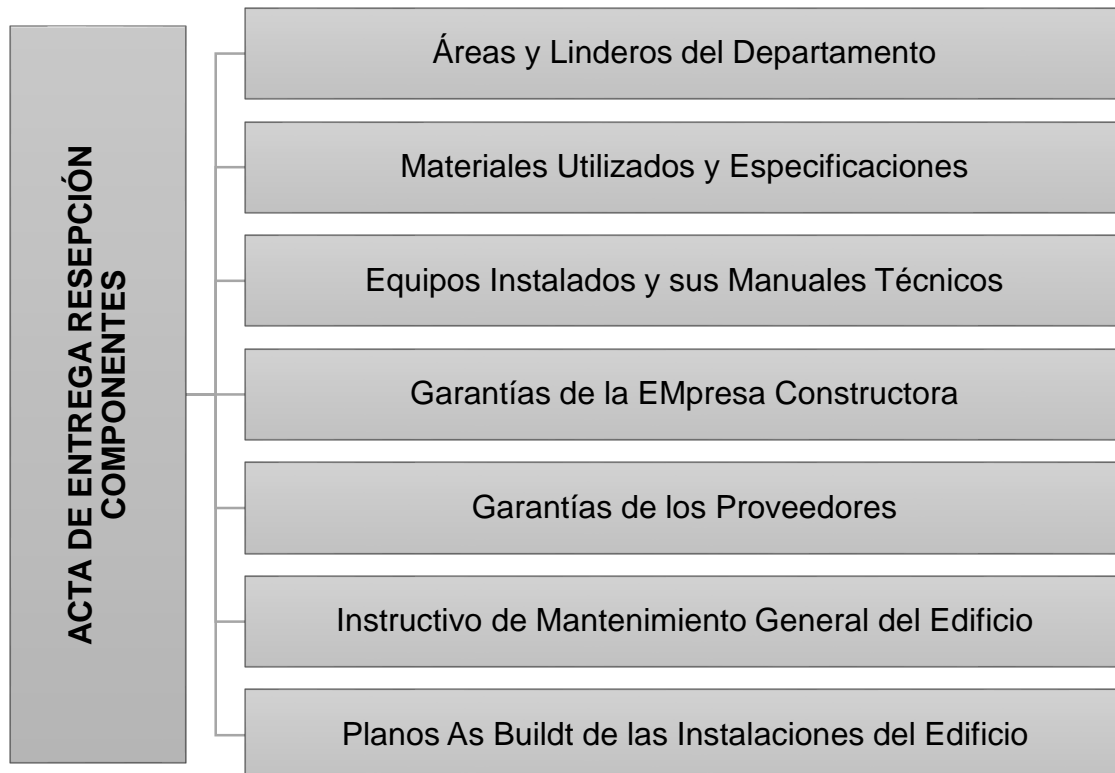 ACTA DE ENTREGA RESEPCIÓN
COMPONENTES
Áreas y Linderos del Departamento
Materiales Utilizados y Especificaciones
Equipos Instalados y sus Manuales Técnicos
Garantías de la EMpresa Constructora
Garantías de los Proveedores
Instructivo de Mantenimiento General del Edificio
Planos As Buildt de las Instalaciones del Edificio